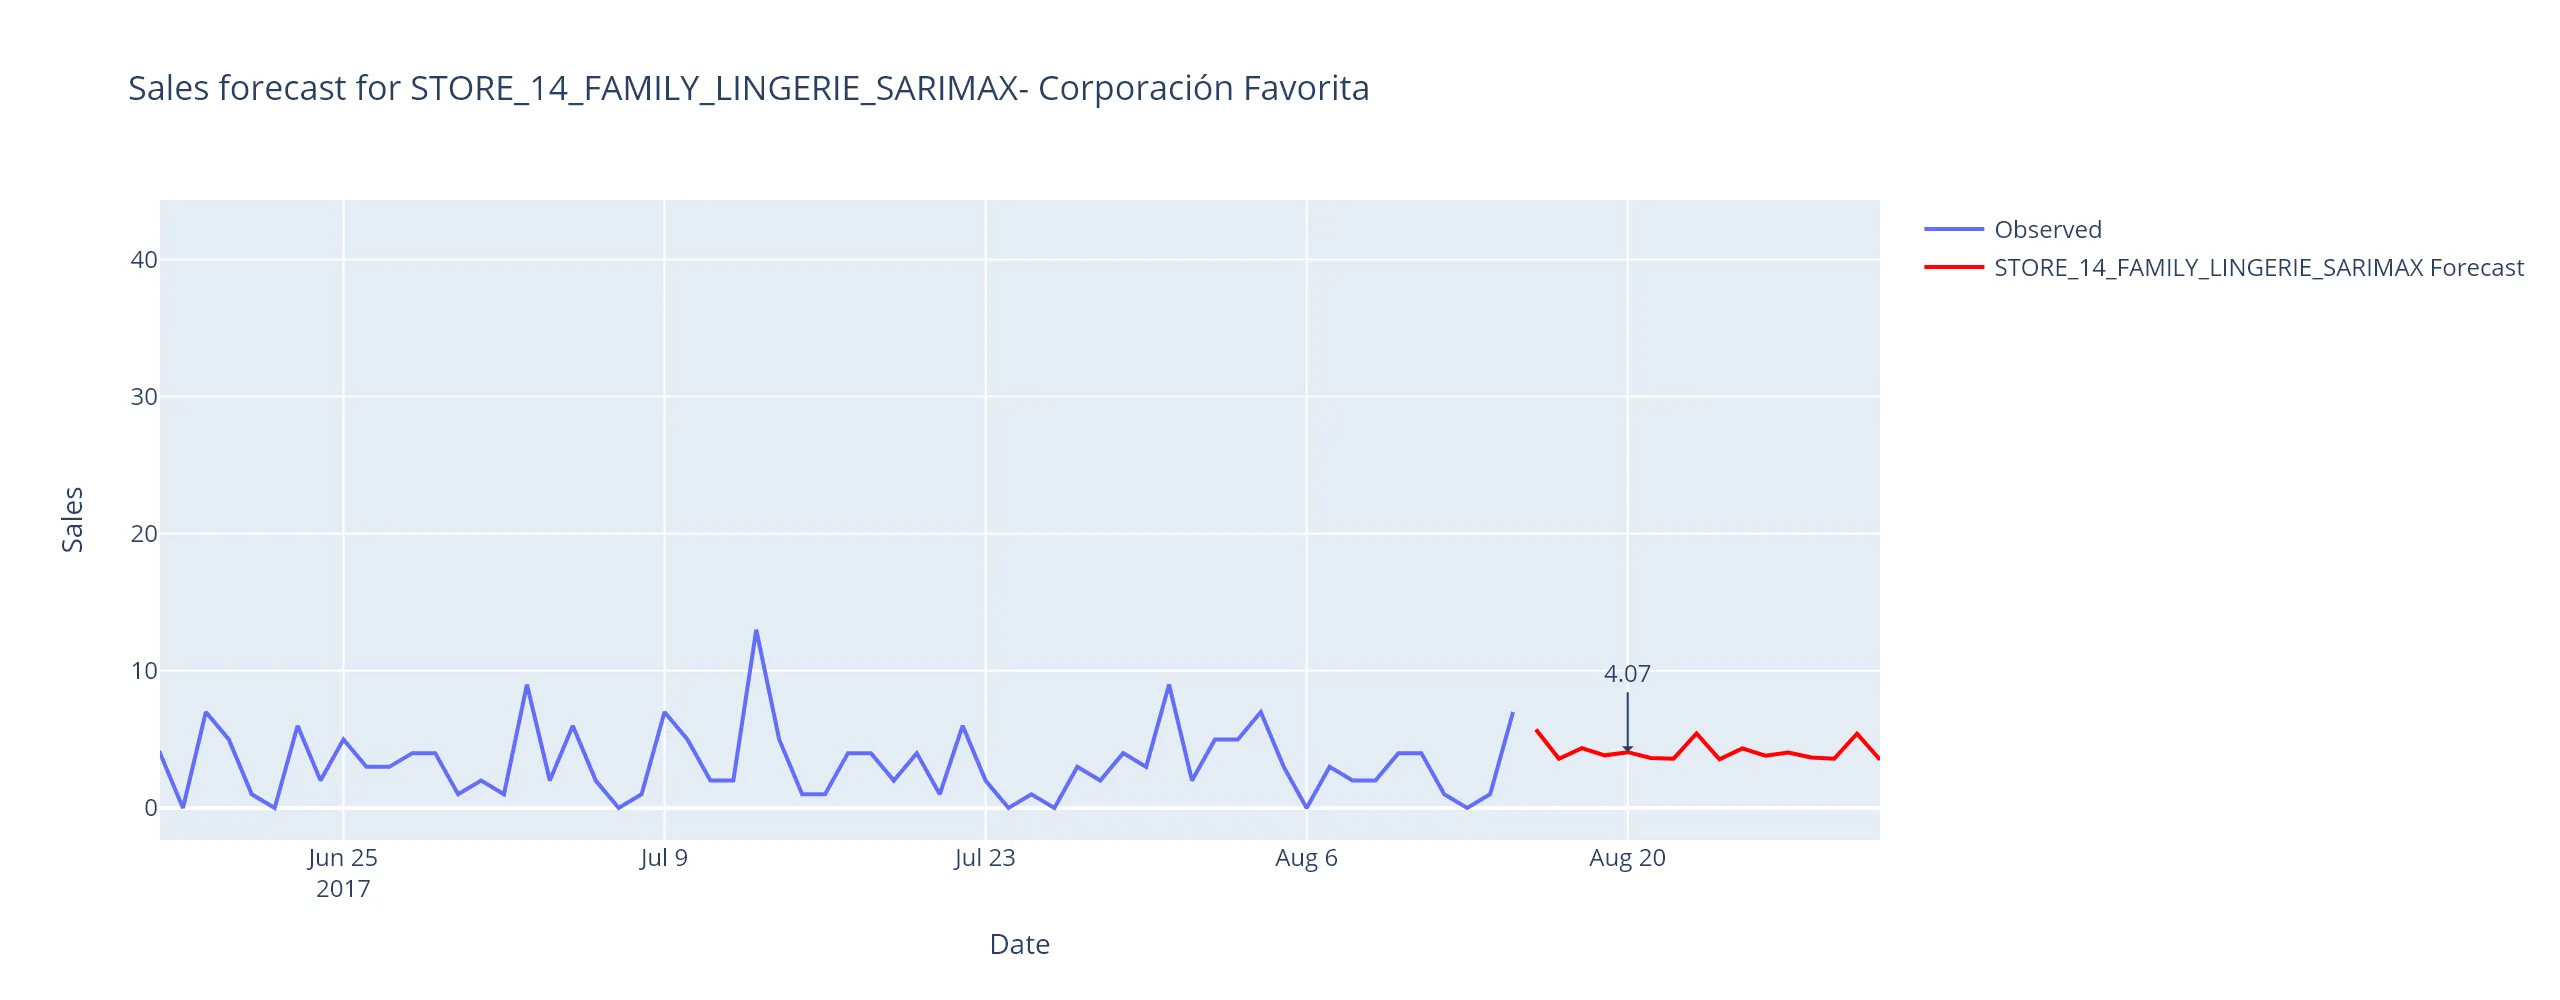 Sales forecast for STORE_14_FAMILY_LINGERIE_SARIMAX- Corporación Favorita
Observed
STORE_14_FAMILY_LINGERIE_SARIMAX Forecast
Sales
40
30
20
10
0
4.07
Jun 25
2017
Jul 9
Jul 23
Aug 6
Aug 20
Date